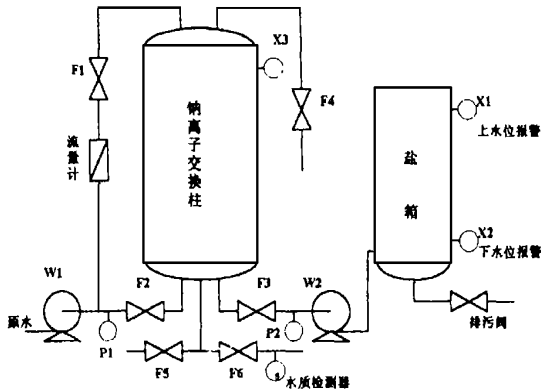 X3
F1
F4
X1
上水位报警
钠离子交换柱
流量计
盐箱
X2
下水位报警
W1
F2
F3
W2
原水
P1
P2
排污阀
F5
F6
水质检测器